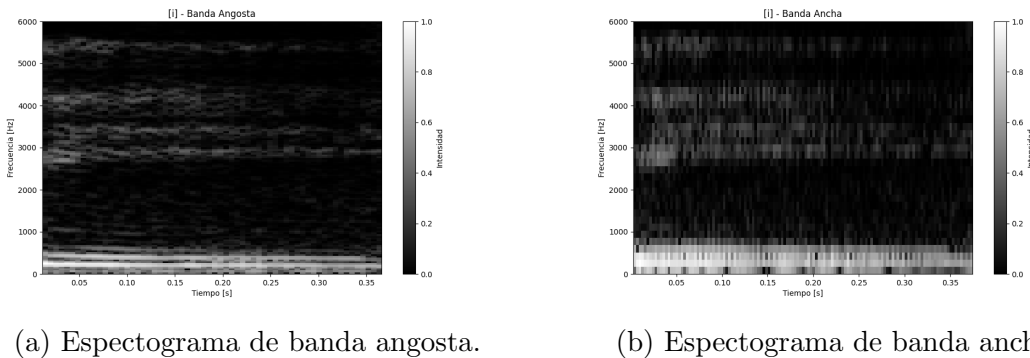 [i] - Banda Angosta
6000
5000
4000
3000
2000
1000
0
Frecuencia [Hz]
0.05 0.10 0.15 0.20 0.25 0.30 0.35
Tiempo [s]
1.0
0.8
0.6
0.4
0.2
0.0
Intensidad
(a) Espectograma de banda angosta.
[i] - Banda Ancha
6000
5000
4000
3000
2000
1000
0
Frecuencia [Hz]
0.05 0.10 0.15 0.20 0.25 0.30 0.35
Tiempo [s]
1.0
0.8
0.6
0.4
0.2
0.0
(b) Espectograma de banda